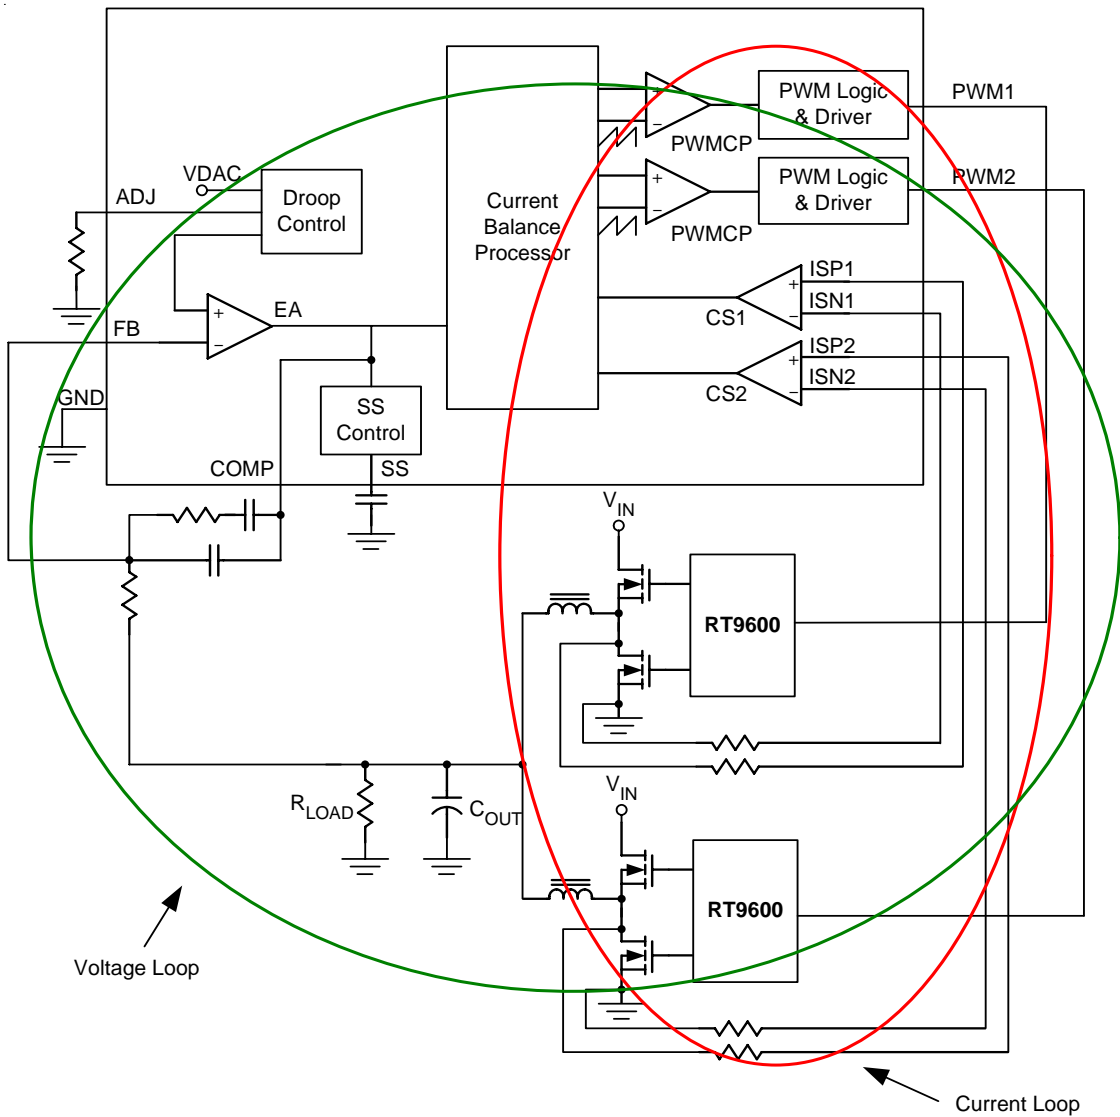 PWM Logic
& Driver
PWM1
+
−
PWMCP
VDAC
ADJ
Droop
Control
Current
Balance
Processor
+
−
PWMCP
PWM Logic
& Driver
PWM2
ISP1
+
ISN1
−
CS1
EA
+
−
FB
ISP2
+
ISN2
−
CS2
GND
SS
Control
COMP
SS
VIN
RT9600
VIN
RLOAD
COUT
RT9600
Voltage Loop
Current Loop